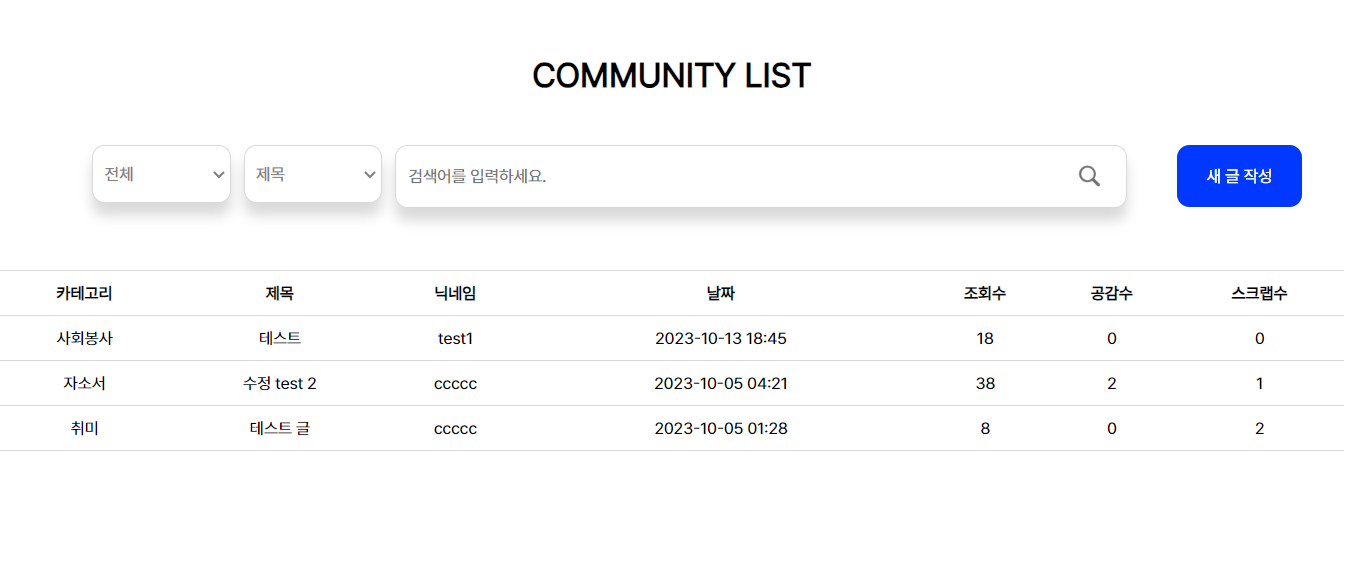 COMMUNITY LIST
전체 제목 검색어를 입력하세요. 새 글 작성
카테고리 제목 닉네임 날짜 조회수 공감수 스크랩수
사회봉사 테스트 test1 2023-10-13 18:45 18 0 0
자소서 수정 test 2 ccccc 2023-10-05 04:21 38 2 1
취미 테스트 글 ccccc 2023-10-05 01:28 8 0 2